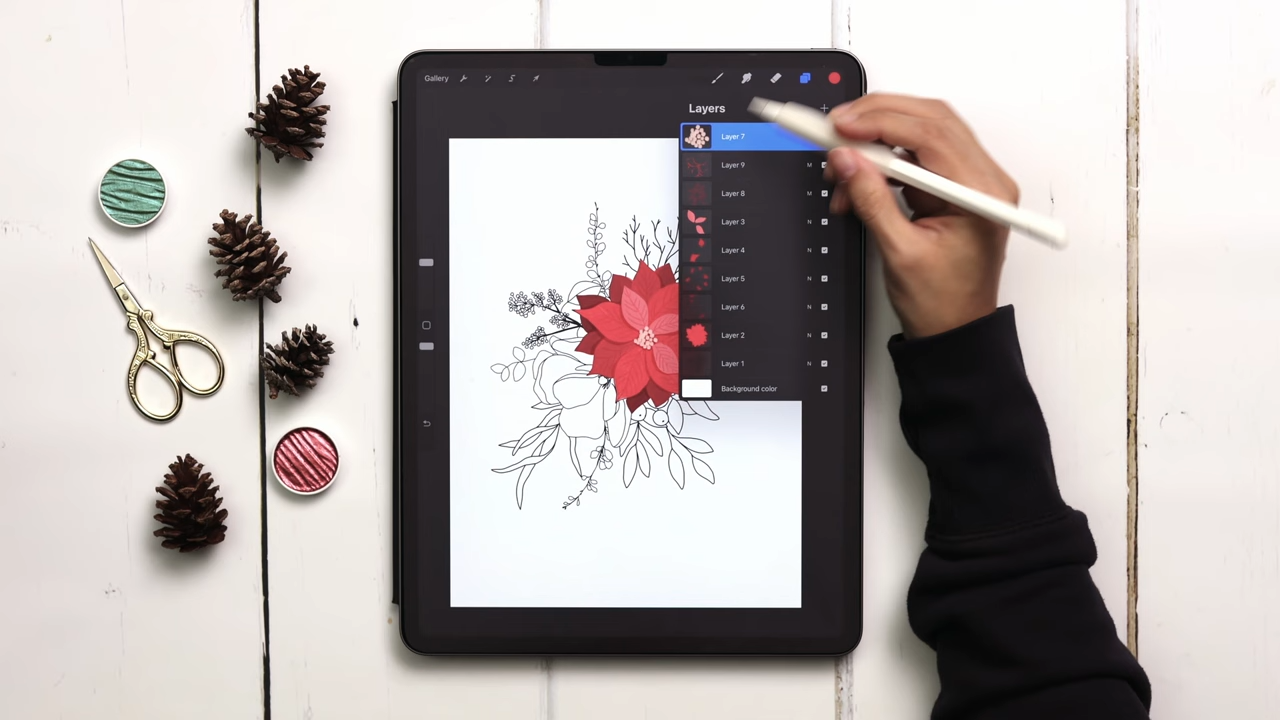 Gallery
Layers
Layer 7
Layer 9 M
Layer 8 M
Layer 3 N
Layer 4 N
Layer 5 N
Layer 6 N
Layer 2 N
Layer 1 N
Background color